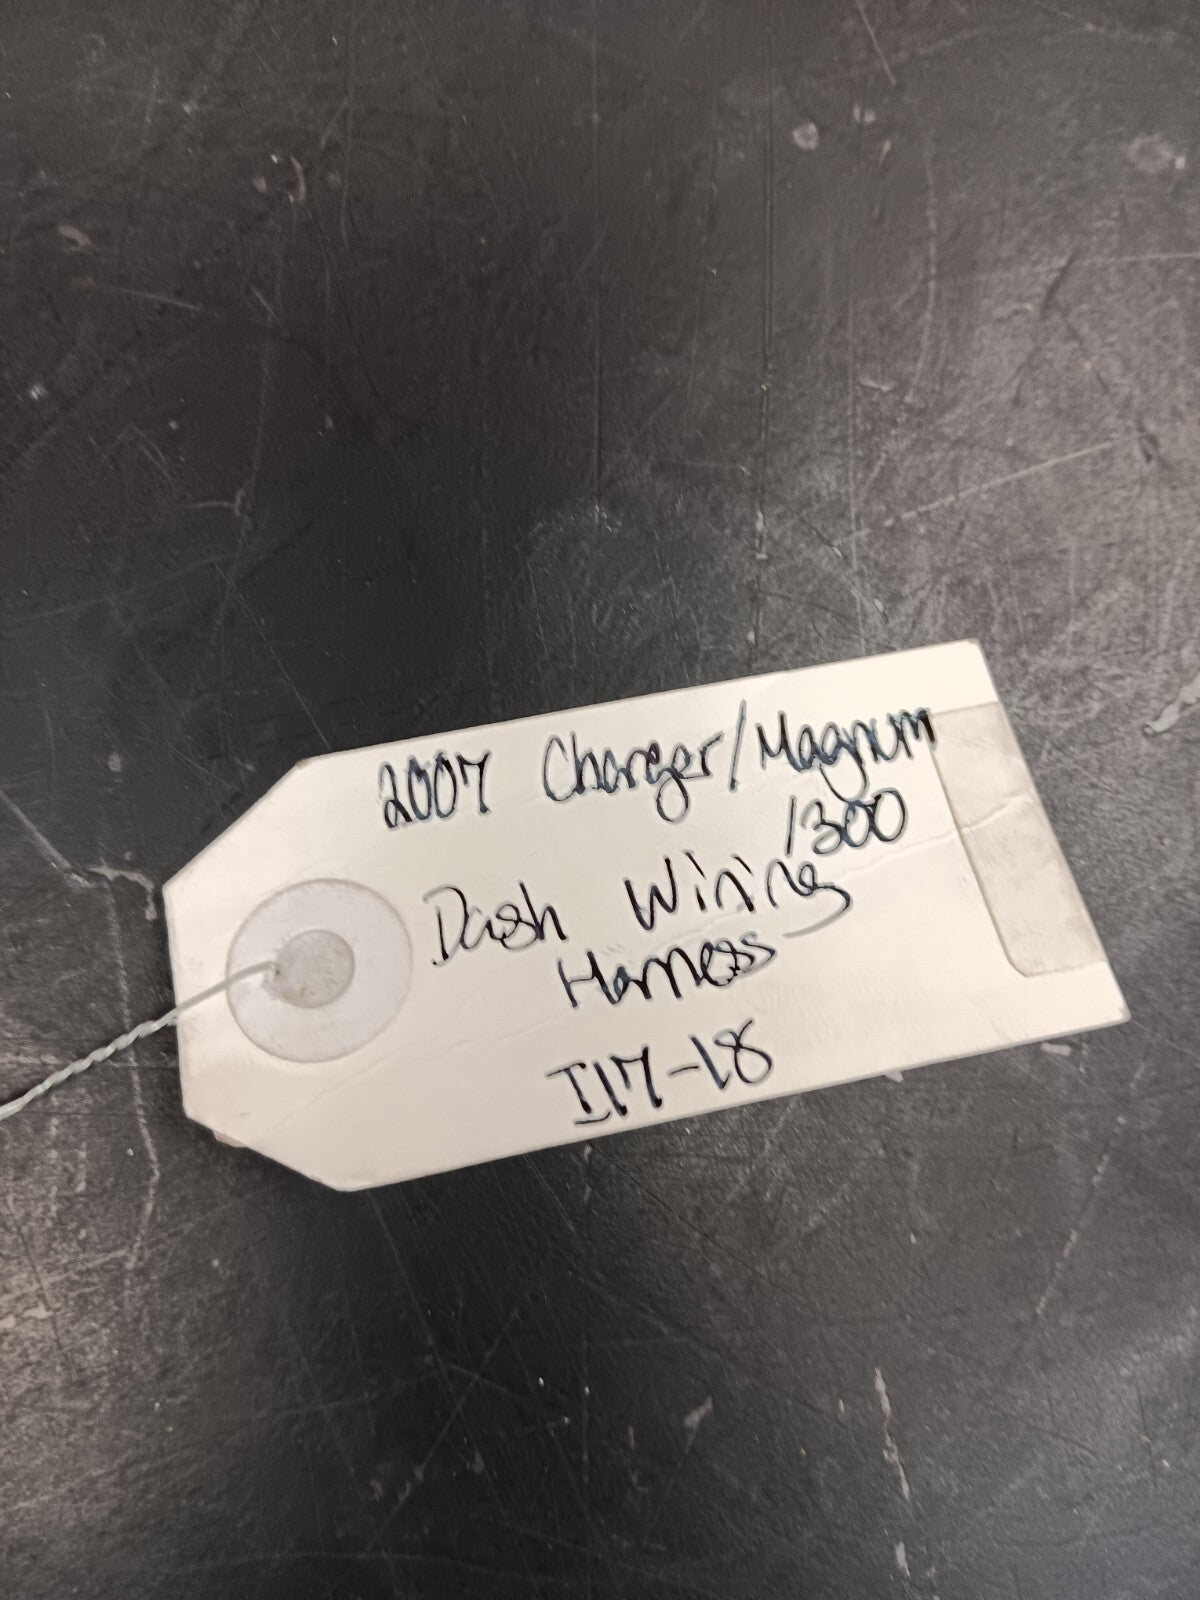 2007 Charger/Magnum
/300
Dash Wiring
Harness
I17-18